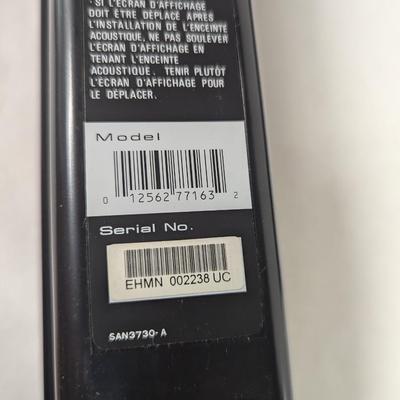 ·SI L'ÉCRAN D'AFFICHAGE
DOIT ÊTRE DÉPLACÉ APRÈS
L'INSTALLATION DE L'ENCEINTE
ACOUSTIQUE, NE PAS SOULEVER
L'ÉCRAN D'AFFICHAGE EN
TENANT L'ENCEINTE
ACOUSTIQUE. TENIR PLUTÔT
L'ÉCRAN D'AFFICHAGE POUR
LE DÉPLACER.
Model
0 12562 77163 2
Serial No.
EHMN 002238 UC
SAN3730-A